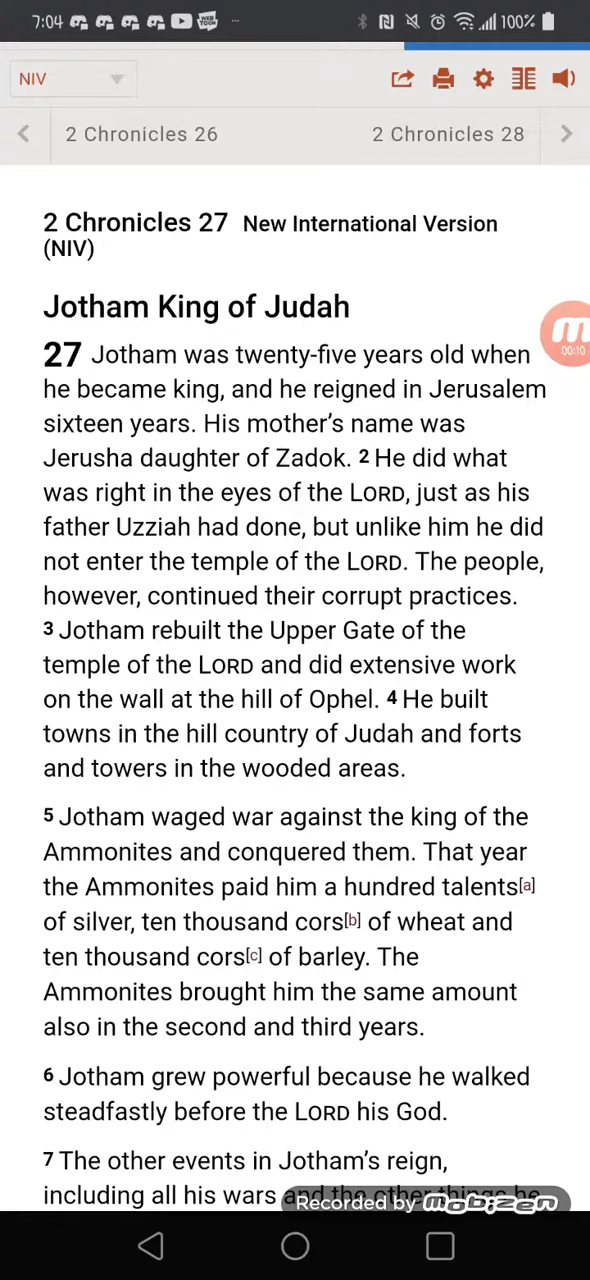 7:04 WEB TOON ... 100%
NIV
2 Chronicles 26 2 Chronicles 28
2 Chronicles 27 New International Version
(NIV)
Jotham King of Judah
27 Jotham was twenty-five years old when
he became king, and he reigned in Jerusalem
sixteen years. His mother’s name was
Jerusha daughter of Zadok. 2 He did what
was right in the eyes of the LORD, just as his
father Uzziah had done, but unlike him he did
not enter the temple of the LORD. The people,
however, continued their corrupt practices.
3 Jotham rebuilt the Upper Gate of the
temple of the LORD and did extensive work
on the wall at the hill of Ophel. 4 He built
towns in the hill country of Judah and forts
and towers in the wooded areas.
5 Jotham waged war against the king of the
Ammonites and conquered them. That year
the Ammonites paid him a hundred talents[a]
of silver, ten thousand cors[b] of wheat and
ten thousand cors[c] of barley. The
Ammonites brought him the same amount
also in the second and third years.
6 Jotham grew powerful because he walked
steadfastly before the LORD his God.
7 The other events in Jotham’s reign,
including all his wars and the other things he
m
00:10
Recorded by mobizen